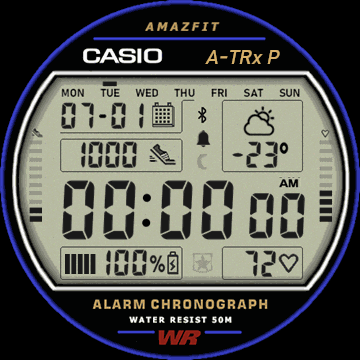 AMAZFIT
CASIO A-TRx P
MON TUE WED THU FRI SAT SUN
07-01
1000 -23°
AM
00:00 00
100% 72
ALARM CHRONOGRAPH
WATER RESIST 50M
WR